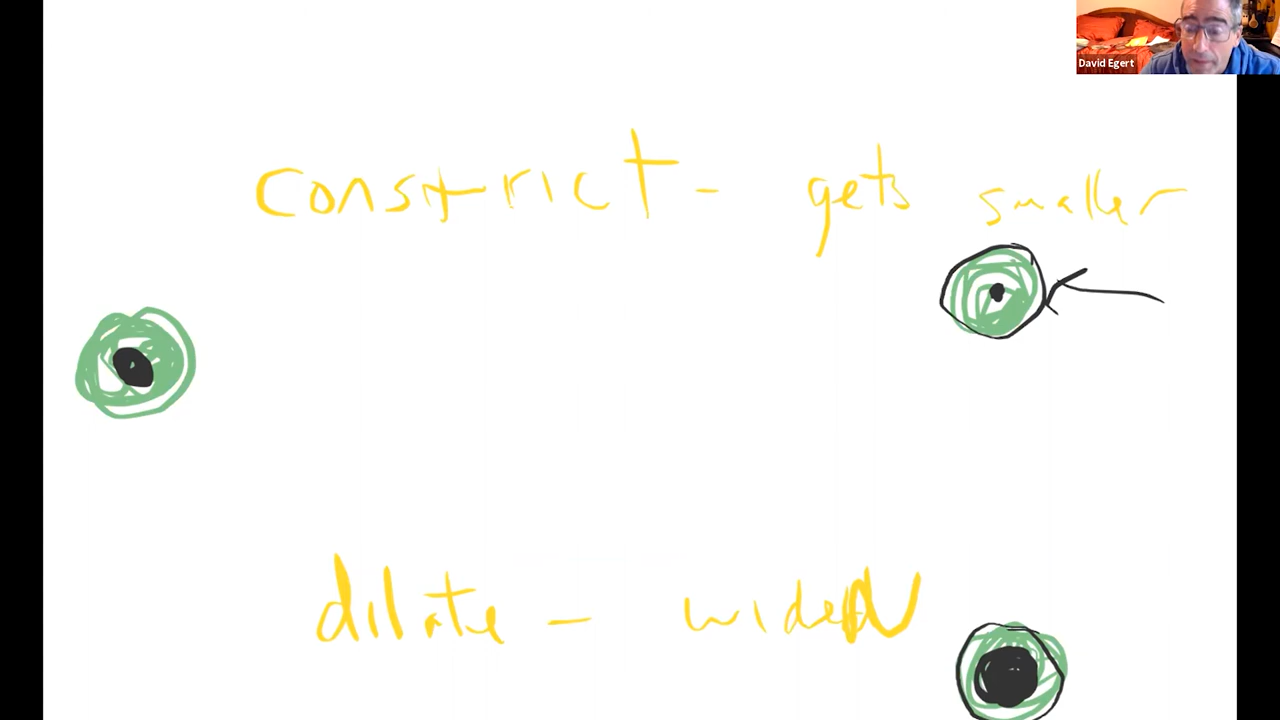 David Egert
constrict - gets smaller
dilate - widen